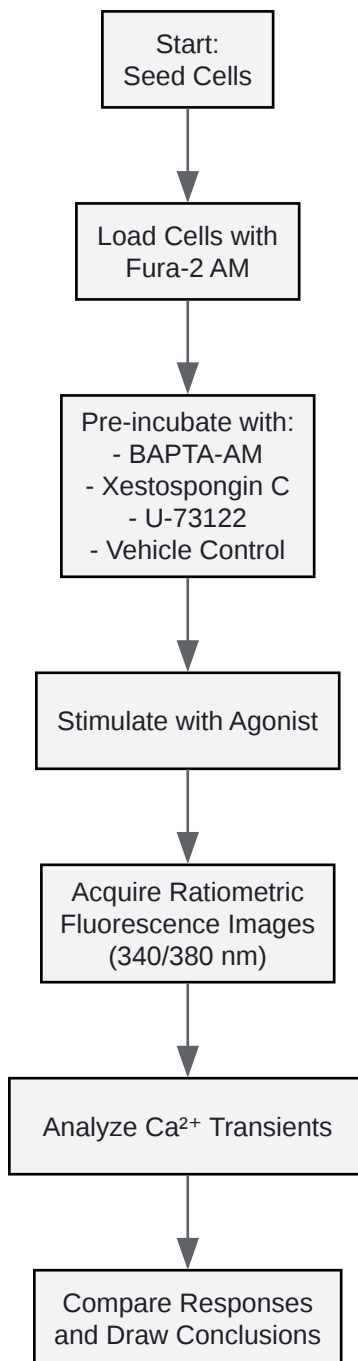 Start:
Seed Cells
Load Cells with
Fura-2 AM
Pre-incubate with:
- BAPTA-AM
- Xestospongin C
- U-73122
- Vehicle Control
Stimulate with Agonist
Acquire Ratiometric
Fluorescence Images
(340/380 nm)
Analyze Ca²⁺ Transients
Compare Responses
and Draw Conclusions